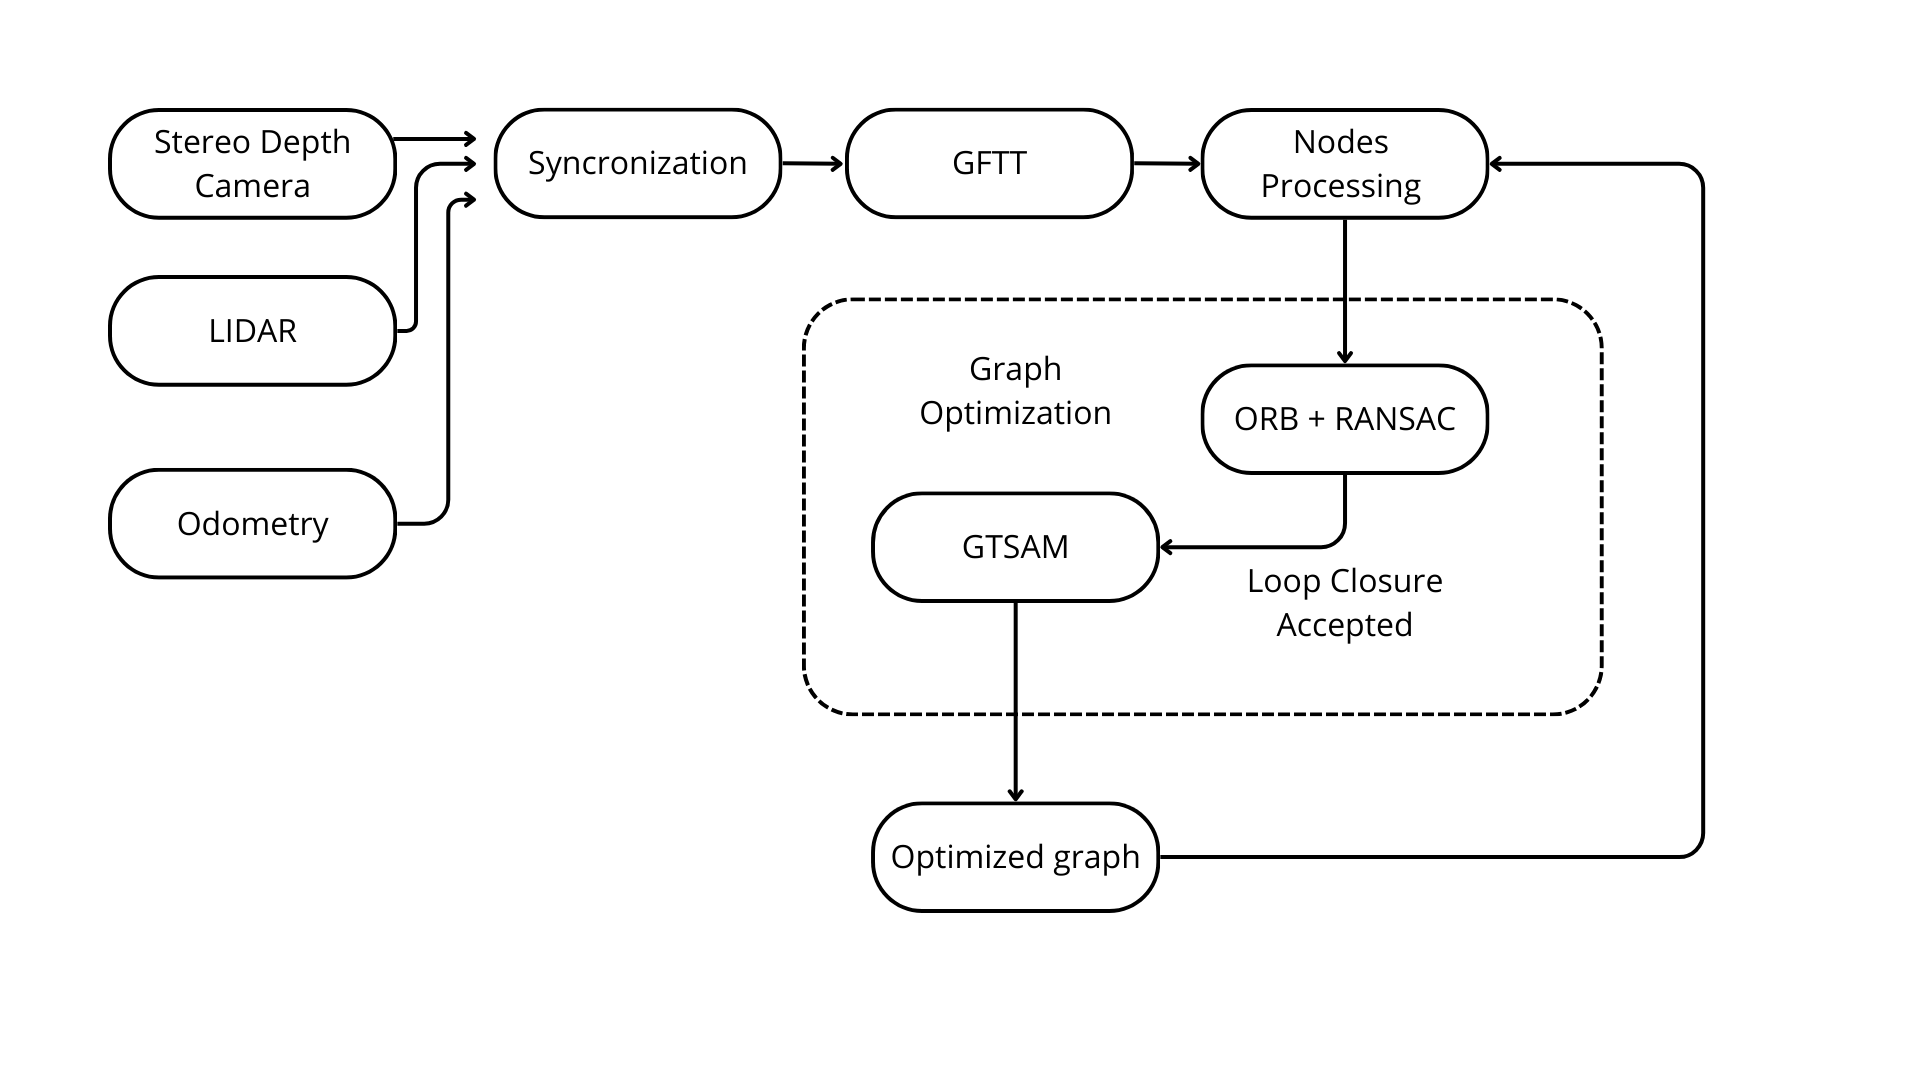 Stereo Depth
Camera
Syncronization
GFTT
Nodes
Processing
LIDAR
Graph
Optimization
ORB + RANSAC
Odometry
GTSAM
Loop Closure
Accepted
Optimized graph